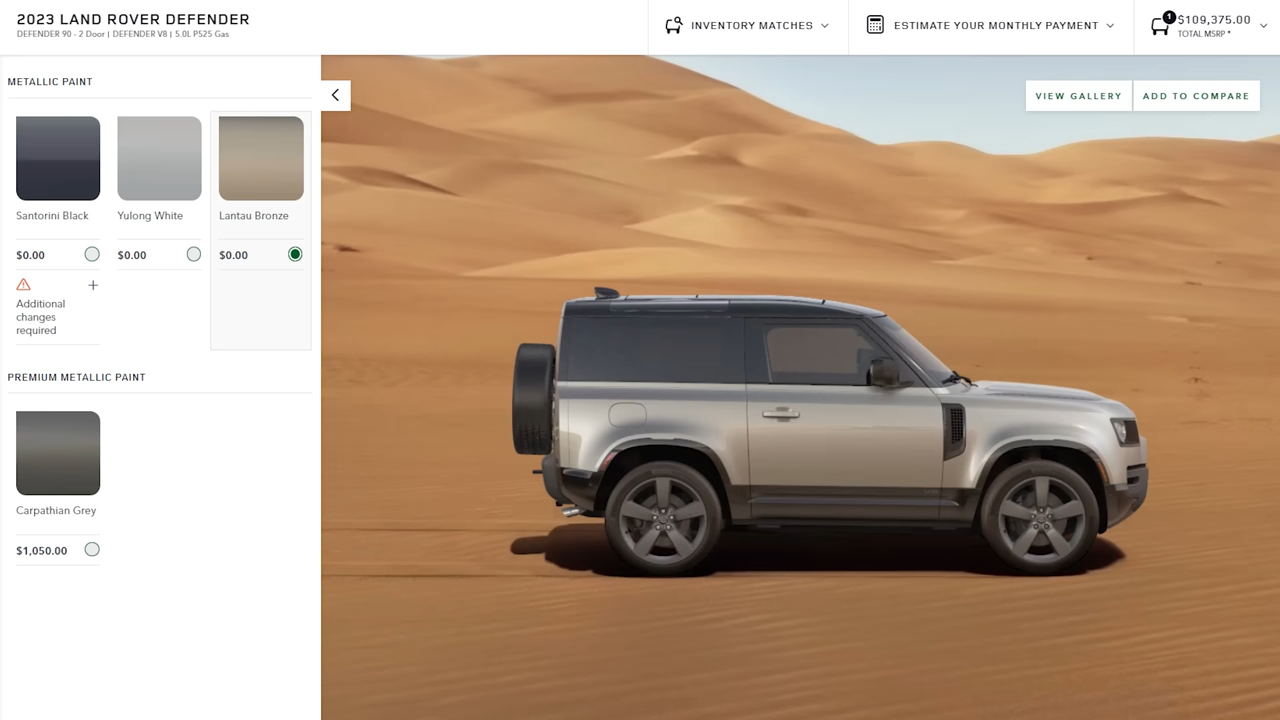 2023 LAND ROVER DEFENDER
DEFENDER 90 - 2 Door | DEFENDER V8 | 5.0L P525 Gas
INVENTORY MATCHES
ESTIMATE YOUR MONTHLY PAYMENT
1
$109,375.00
TOTAL MSRP *
VIEW GALLERY
ADD TO COMPARE
METALLIC PAINT
Santorini Black
Yulong White
Lantau Bronze
$0.00
$0.00
$0.00
Additional
changes
required
PREMIUM METALLIC PAINT
Carpathian Grey
$1,050.00